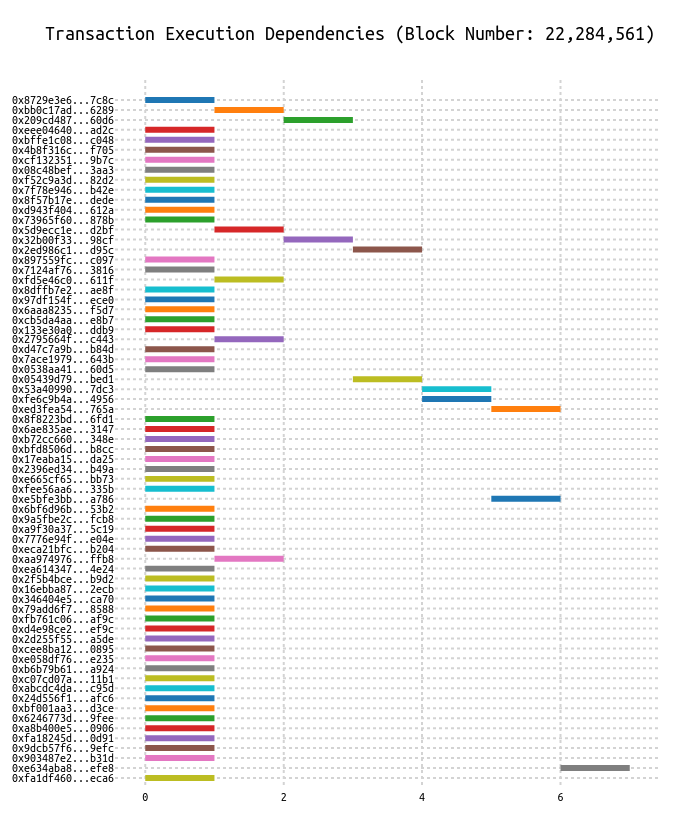 Transaction Execution Dependencies (Block Number: 22,284,561)
0x8729e3e6...7c8c
0xbb0c17ad...6289
0x209cd487...60d6
0xeee04640...ad2c
0xbffe1c08...c048
0x4b8f316c...f705
0xcf132351...9b7c
0x08c48bef...3aa3
0xf52c9a3d...82d2
0x7f78e946...b42e
0x8f57b17e...dede
0xd943f404...612a
0x73965f60...878b
0x5d9ecc1e...d2bf
0x32b00f33...98cf
0x2ed986c1...d95c
0x897559fc...c097
0x7124af76...3816
0xfd5e46c0...611f
0x8dffb7e2...ae8f
0x97df154f...ece0
0x6aaa8235...f5d7
0xcb5da4aa...e8b7
0x133e30a0...ddb9
0x2795664f...c443
0xd47c7a9b...b84d
0x7ace1979...643b
0x0538aa41...60d5
0x05439d79...bed1
0x53a40990...7dc3
0xfe6c9b4a...4956
0xed3fea54...765a
0x8f8223bd...6fd1
0x6ae835ae...3147
0xb72cc660...348e
0xbfd8506d...b8cc
0x17eaba15...da25
0x2396ed34...b49a
0xe665cf65...bb73
0xfee56aa6...335b
0xe5bfe3bb...a786
0x6bf6d96b...53b2
0x9a5fbe2c...fcb8
0xa9f30a37...5c19
0x7776e94f...e04e
0xeca21bfc...b204
0xaa974976...ffb8
0xea614347...4e24
0x2f5b4bce...b9d2
0x16ebba87...2ecb
0x346404e5...ca70
0x79add6f7...8588
0xfb761c06...af9c
0xd4e98ce2...ef9c
0x2d255f55...a5de
0xcee8ba12...0895
0xe058df76...e235
0xb6b79b61...a924
0xc07cd07a...11b1
0xabcdc4da...c95d
0x24d556f1...afc6
0xbf001aa3...d3ce
0x6246773d...9fee
0xa8b400e5...0906
0xfa18245d...0d91
0x9dcb57f6...9efc
0x903487e2...b31d
0xe634aba8...efe8
0xfa1df460...eca6
0 2 4 6